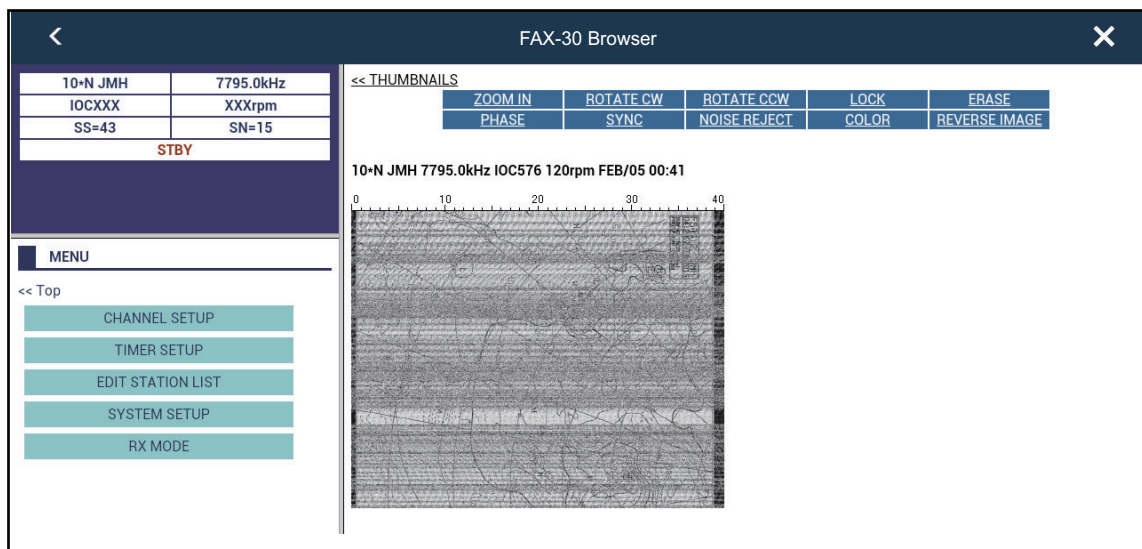 FAX-30 Browser
10*N JMH 7795.0kHz
IOCXXX XXXrpm
SS=43 SN=15
STBY
MENU
<< Top
CHANNEL SETUP
TIMER SETUP
EDIT STATION LIST
SYSTEM SETUP
RX MODE
<< THUMBNAILS
ZOOM IN ROTATE CW ROTATE CCW LOCK ERASE
PHASE SYNC NOISE REJECT COLOR REVERSE IMAGE
10*N JMH 7795.0kHz IOC576 120rpm FEB/05 00:41
0 10 20 30 40